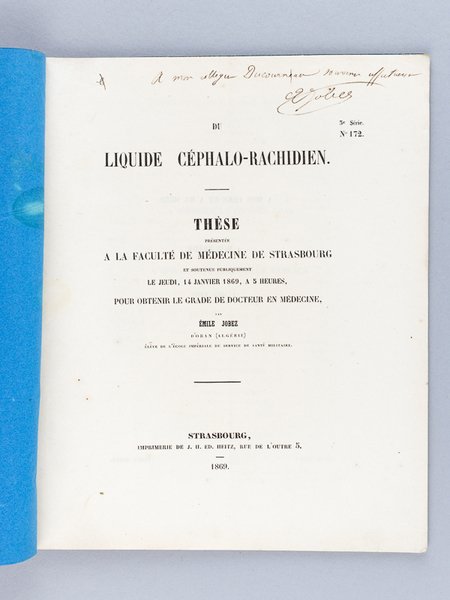 A mon collègue Ducourneau souvenir affectueux
E Jobez
3e Série.
No 172.
DU
LIQUIDE CÉPHALO-RACHIDIEN.
THÈSE
PRÉSENTÉE
A LA FACULTÉ DE MÉDECINE DE STRASBOURG
ET SOUTENUE PUBLIQUEMENT
LE JEUDI, 14 JANVIER 1869, A 5 HEURES,
POUR OBTENIR LE GRADE DE DOCTEUR EN MÉDECINE,
PAR
ÉMILE JOBEZ
D'ORAN (ALGÉRIE)
ÉLÈVE DE L'ÉCOLE IMPÉRIALE DU SERVICE DE SANTÉ MILITAIRE.
STRASBOURG,
IMPRIMERIE DE J. H. ED. HEITZ, RUE DE L'OUTRE 5,
1869.